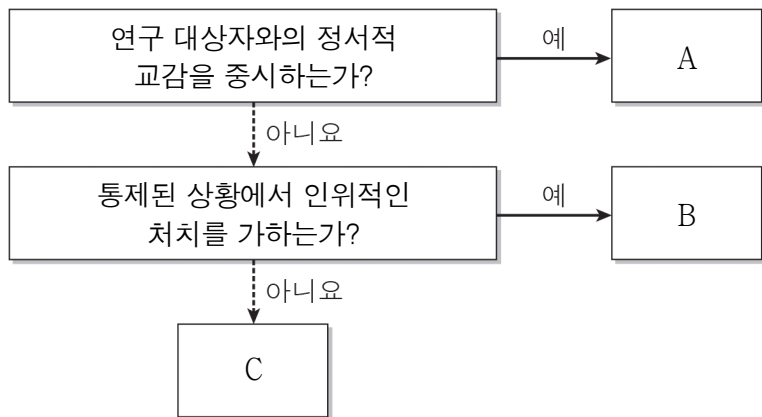 연구 대상자와의 정서적
교감을 중시하는가?
예
A
아니요
통제된 상황에서 인위적인
처치를 가하는가?
예
B
아니요
C